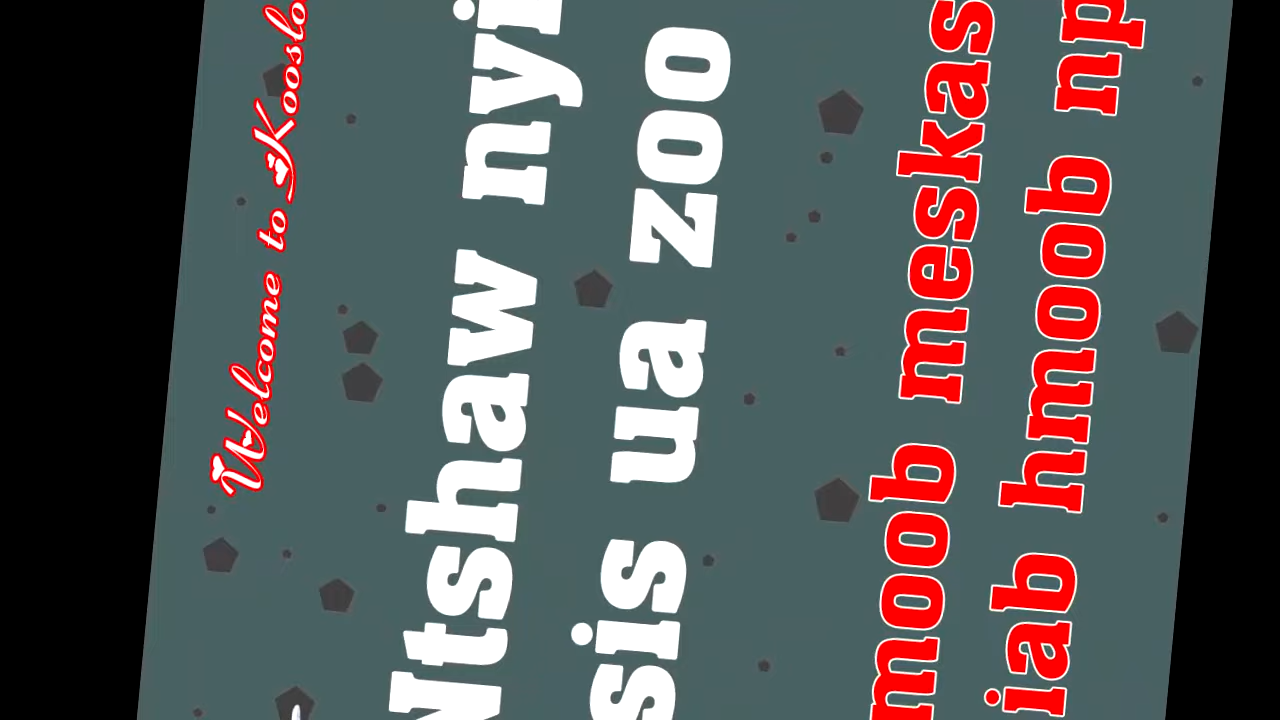 Welcome to Kooslo
Ntshaw nyi
sis ua zoo
moob meskas
iab hmoob np